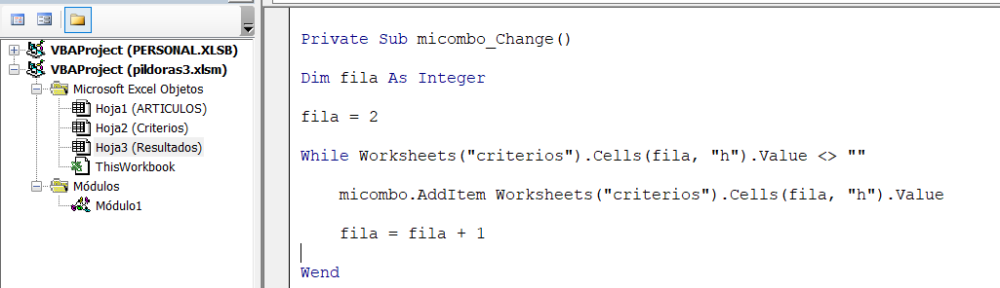 VBAProject (PERSONAL.XLSB)
VBAProject (pildoras3.xlsm)
Microsoft Excel Objetos
Hoja1 (ARTICULOS)
Hoja2 (Criterios)
Hoja3 (Resultados)
ThisWorkbook
Módulos
Módulo1
Private Sub micombo_Change()
Dim fila As Integer
fila = 2
While Worksheets("criterios").Cells(fila, "h").Value <> ""
micombo.AddItem Worksheets("criterios").Cells(fila, "h").Value
fila = fila + 1
Wend